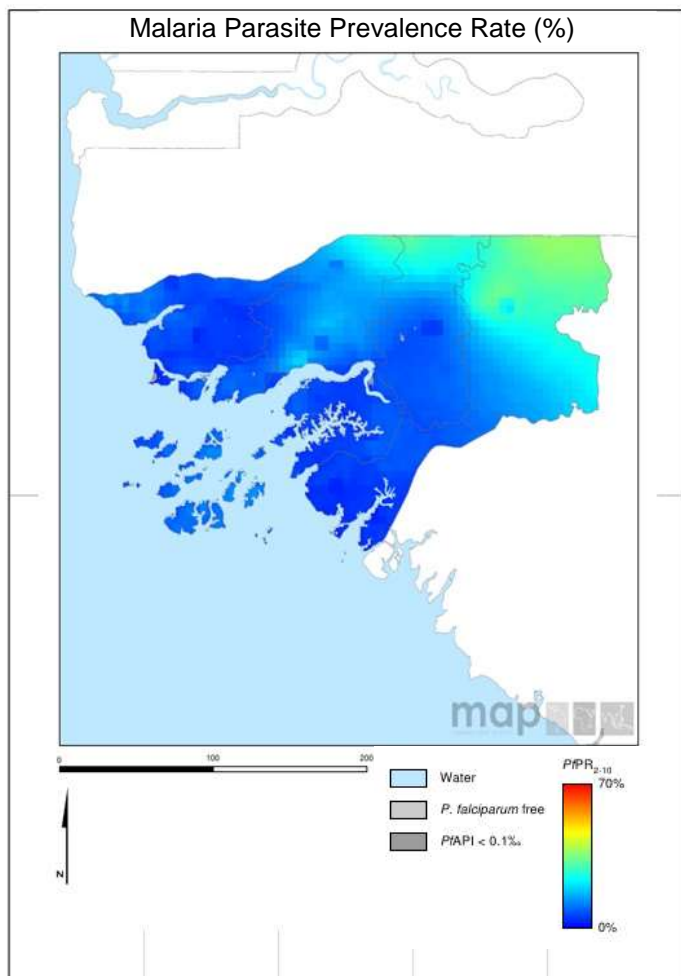 Malaria Parasite Prevalence Rate (%)
map
0 100 200
Water
P. falciparum free
PfAPI < 0.1‰
N
PfPR2-10
70%
0%